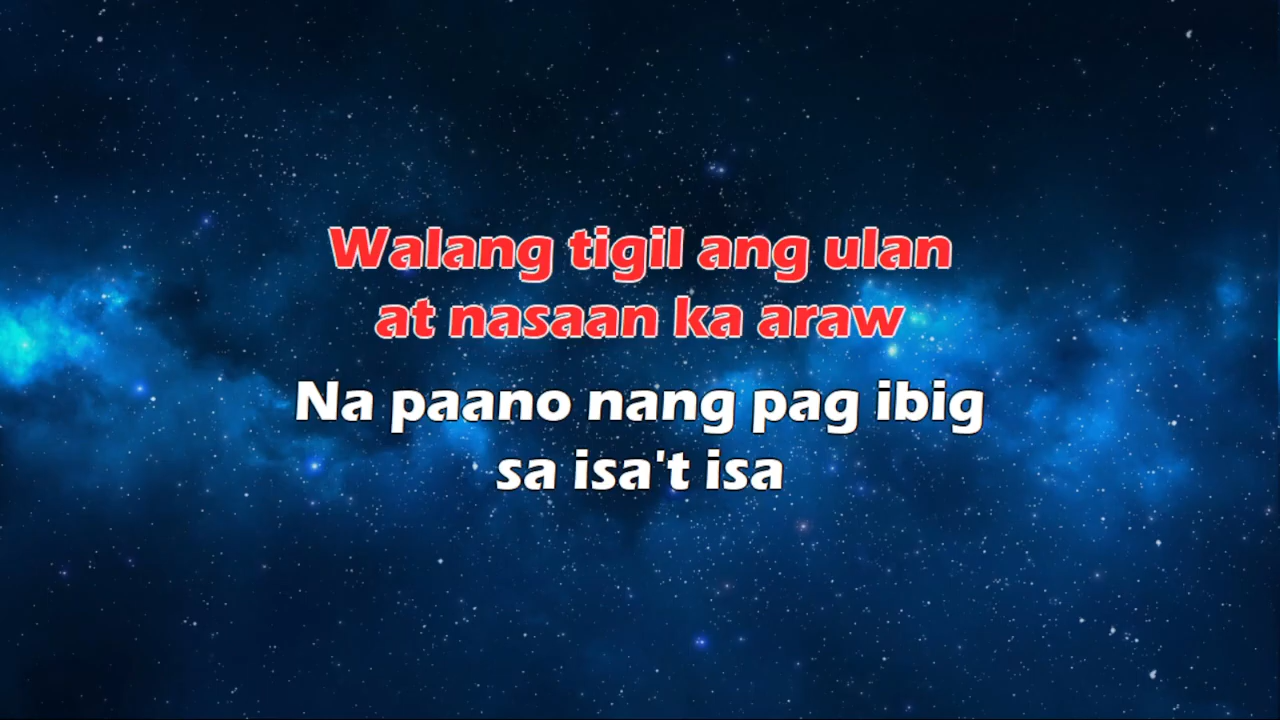 Walang tigil ang ulan
at nasaan ka araw
Na paano nang pag ibig
sa isa't isa